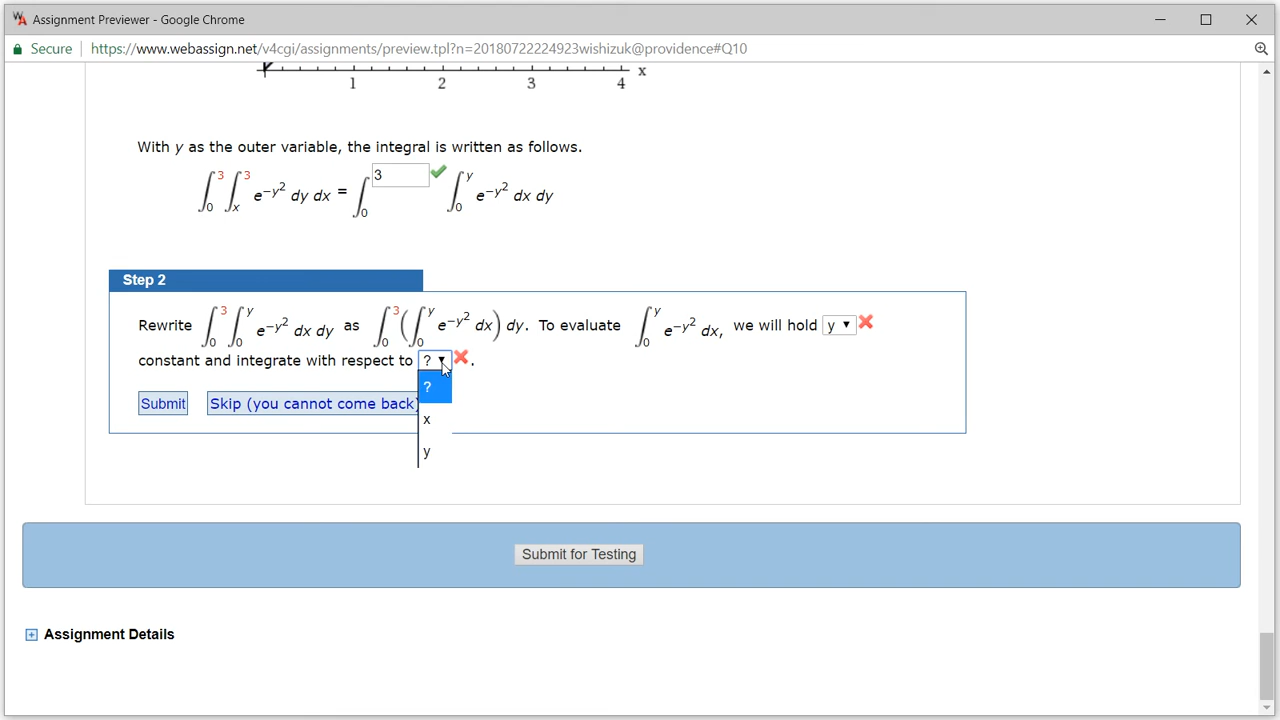 Assignment Previewer - Google Chrome
Secure https://www.webassign.net/v4cgi/assignments/preview.tpl?n=20180722224923wishizuk@providence#Q10
x
1 2 3 4
With y as the outer variable, the integral is written as follows.
∫₀³ ∫ₓ³ e^(−y²) dy dx = ∫₀ 3 ∫₀^y e^(−y²) dx dy
Step 2
Rewrite ∫₀³ ∫₀^y e^(−y²) dx dy as ∫₀³ (∫₀^y e^(−y²) dx) dy. To evaluate ∫₀^y e^(−y²) dx, we will hold y
constant and integrate with respect to ? .
?
Submit Skip (you cannot come back)
x
y
Submit for Testing
Assignment Details